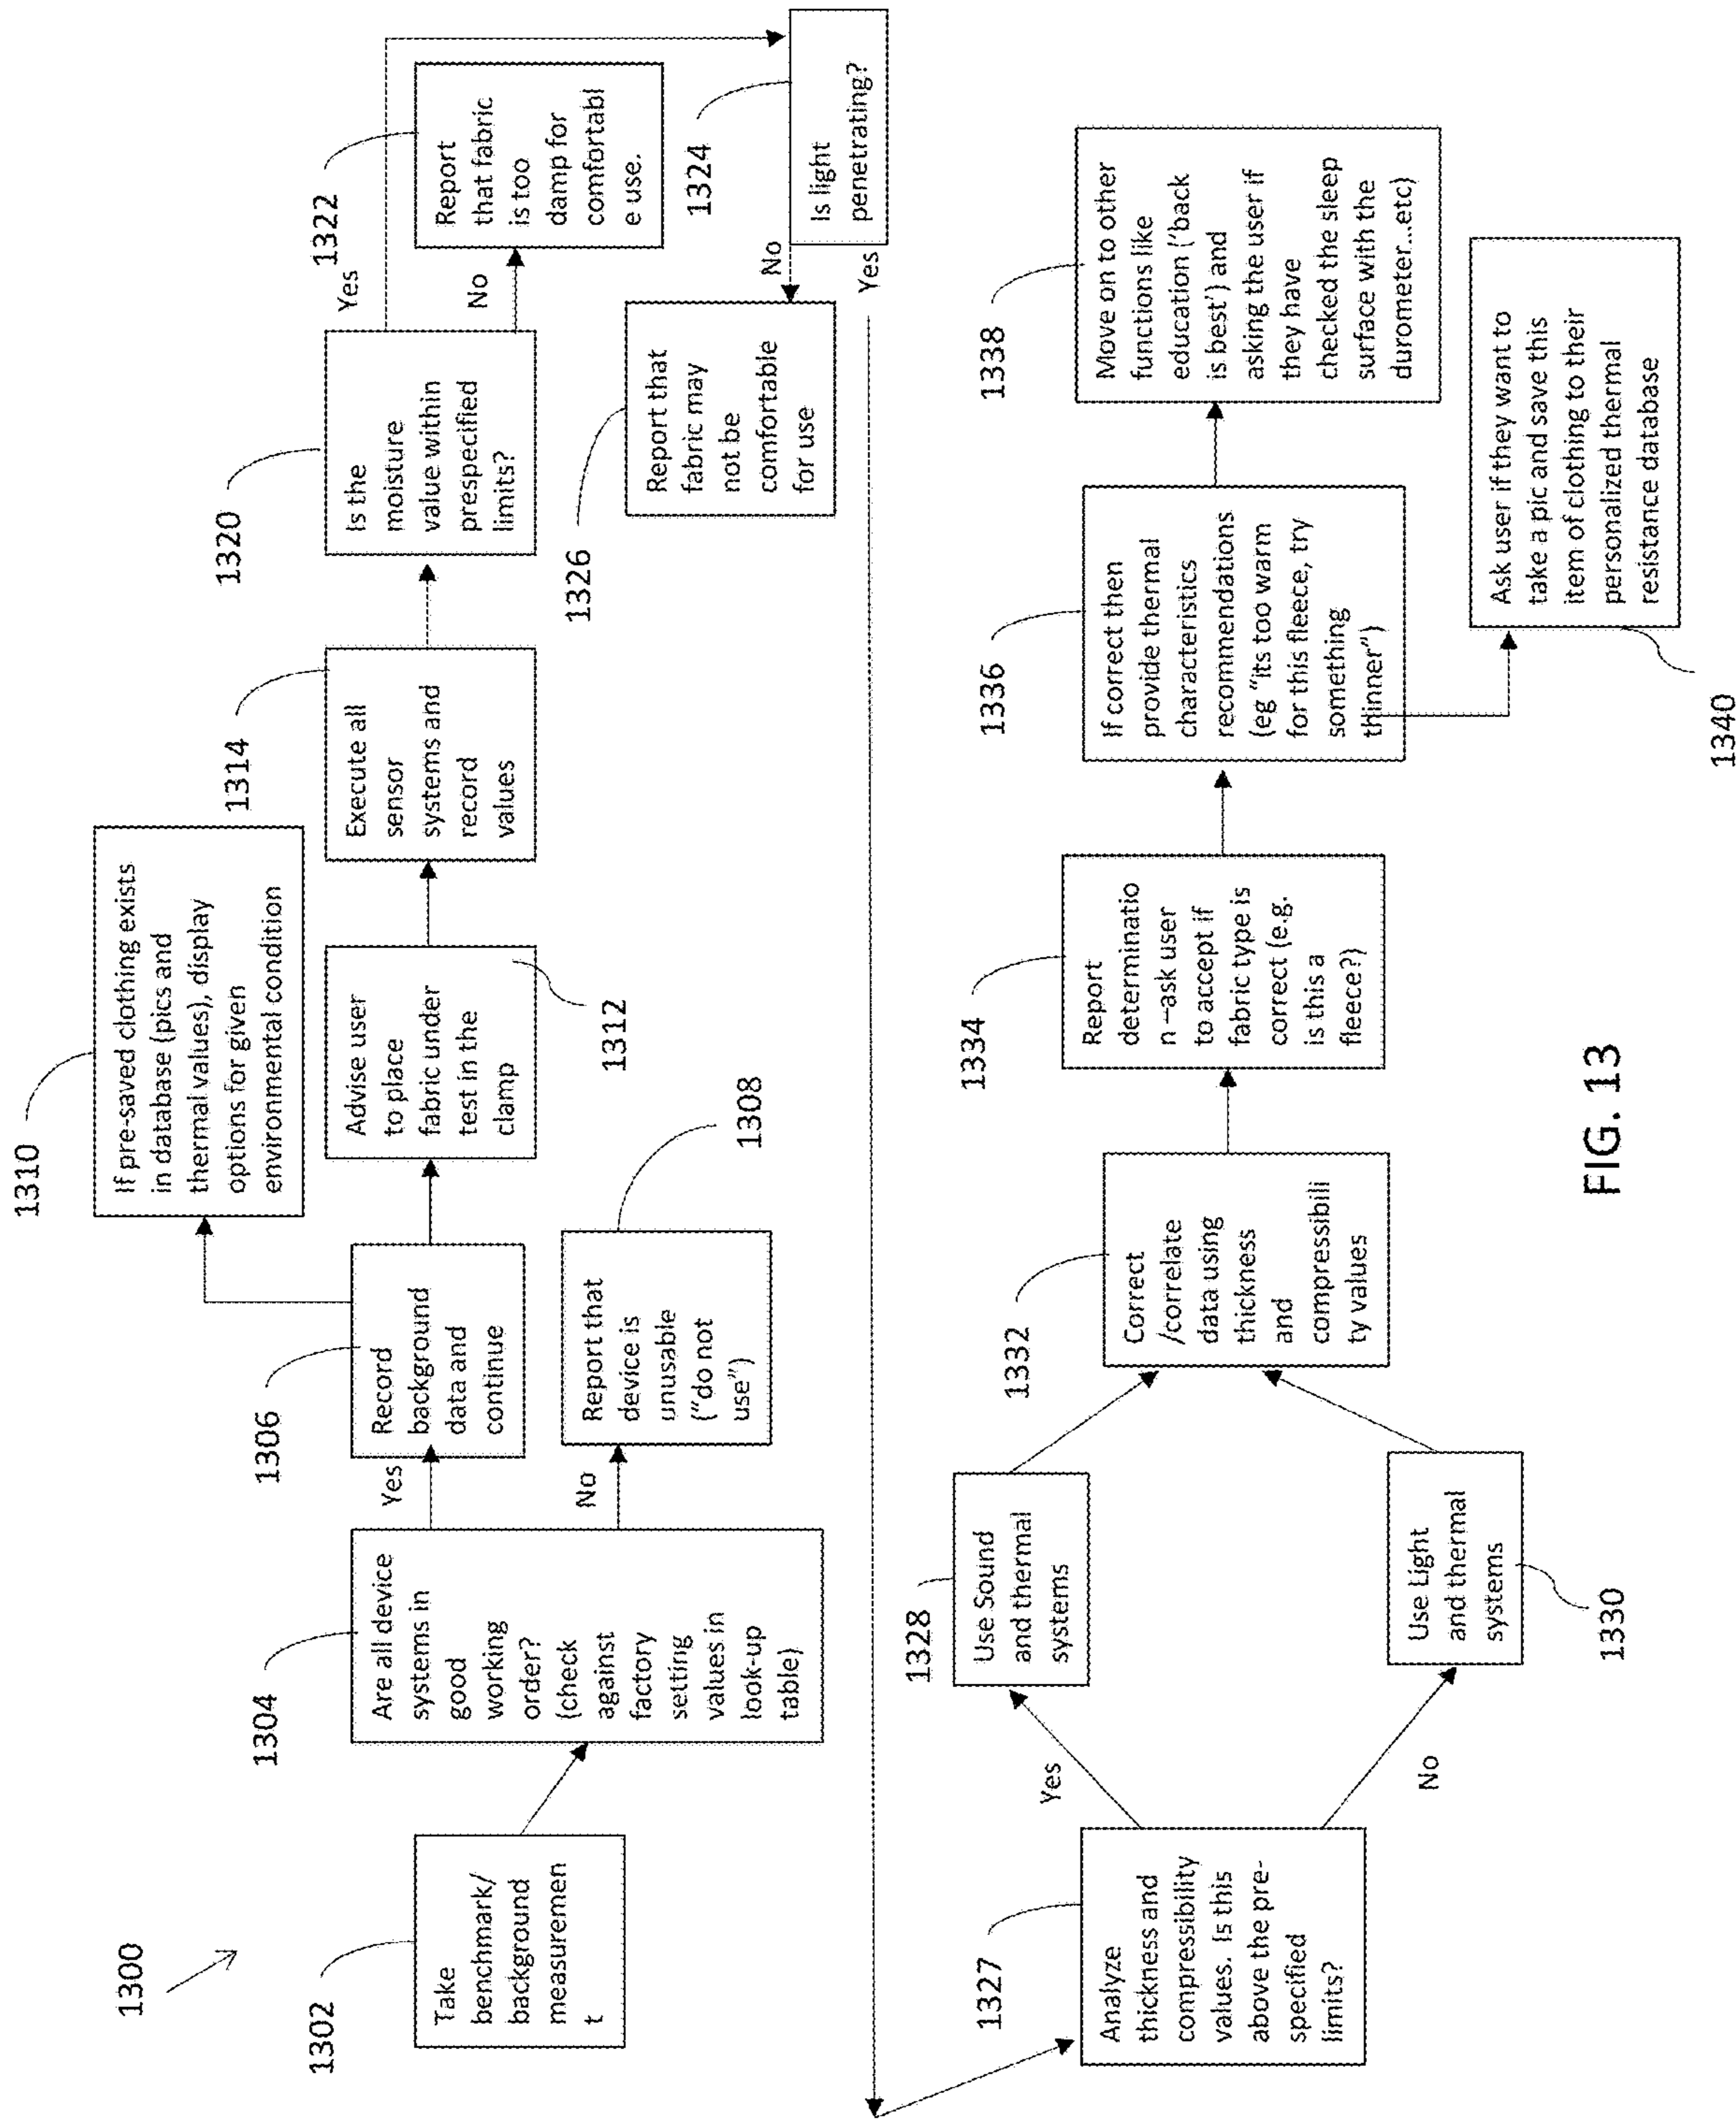 1300
1302
Take
benchmark/
background
measuremen
t
1304
Are all device
systems in
good
working
order?
(check
against
factory
setting
values in
look-up
table)
Yes
No
1306
Record
background
data and
continue
1308
Report that
device is
unusable
("do not
use")
1310
If pre-saved clothing exists
in database (pics and
thermal values), display
options for given
environmental condition
1312
Advise user
to place
fabric under
test in the
clamp
1314
Execute all
sensor
systems and
record
values
1320
Is the
moisture
value within
prespecified
limits?
Yes
No
1322
Report
that fabric
is too
damp for
comfortabl
e use.
1324
Is light
penetrating?
No
Yes
1326
Report that
fabric may
not be
comfortable
for use
1327
Analyze
thickness and
compressibility
values. Is this
above the pre-
specified
limits?
Yes
No
1328
Use Sound
and thermal
systems
1330
Use Light
and thermal
systems
1332
Correct
/correlate
data using
thickness
and
compressibili
ty values
1334
Report
determinatio
n –ask user
to accept if
fabric type is
correct (e.g.
is this a
fleece?)
1336
If correct then
provide thermal
characteristics
recommendations
(eg "its too warm
for this fleece, try
something
thinner")
1338
Move on to other
functions like
education ('back
is best') and
asking the user if
they have
checked the sleep
surface with the
durometer...etc)
1340
Ask user if they want to
take a pic and save this
item of clothing to their
personalized thermal
resistance database
FIG. 13